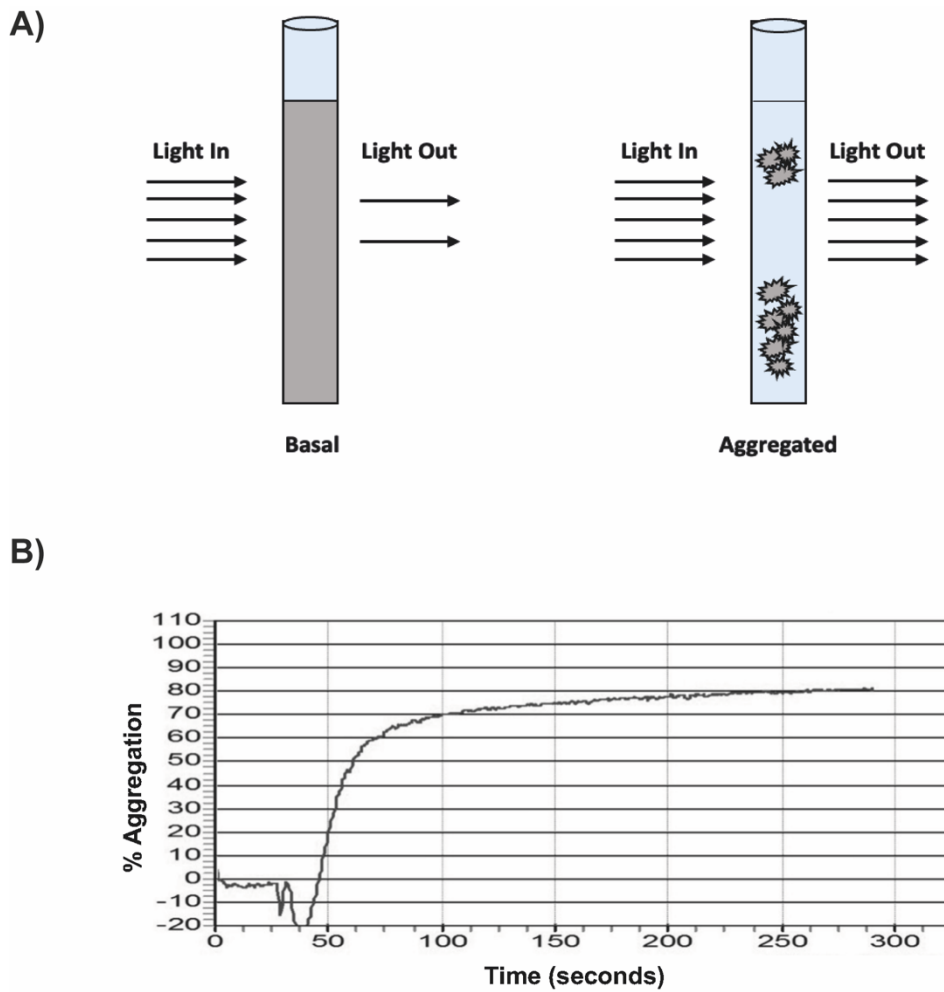 A)
Light In
Light Out
Light In
Light Out
Basal
Aggregated
B)
% Aggregation
110
100
90
80
70
60
50
40
30
20
10
0
-10
-20
0 50 100 150 200 250 300
Time (seconds)